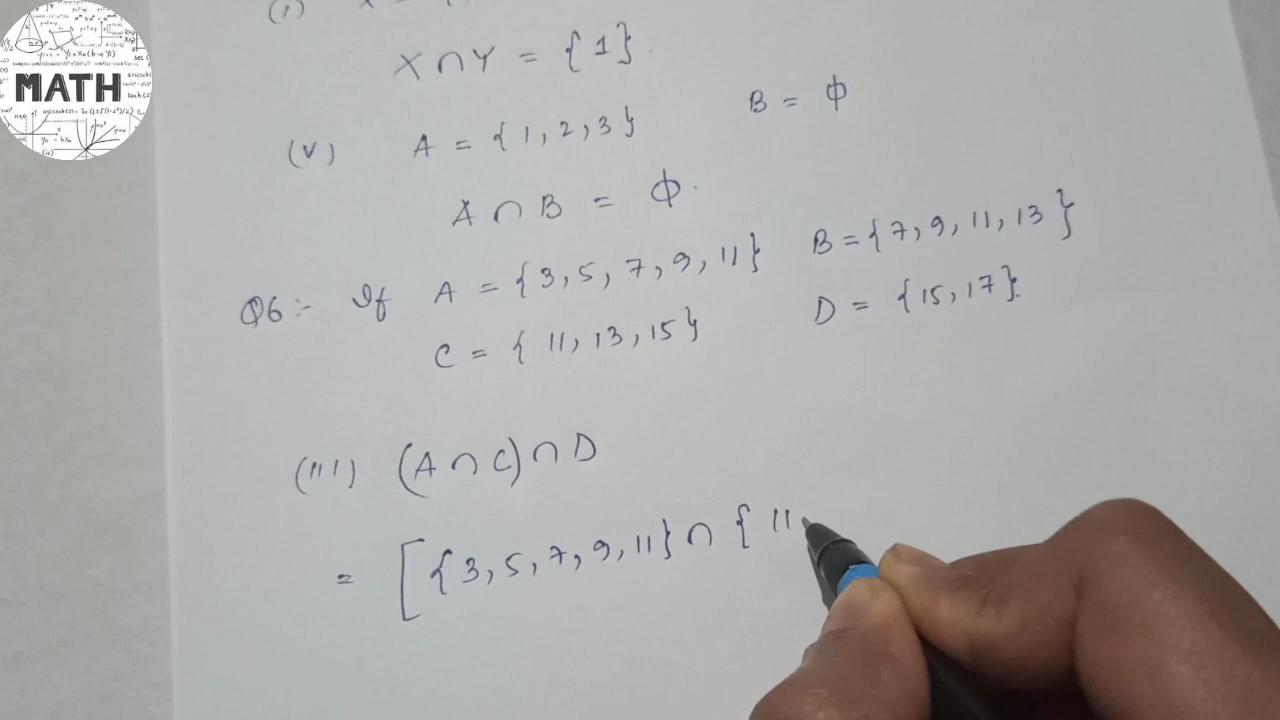 (i)
X ∩ Y = { 1 }.
(V) A = { 1, 2, 3 } B = ϕ
A ∩ B = ϕ.
Q6:- If A = { 3, 5, 7, 9, 11 } B = { 7, 9, 11, 13 }
C = { 11, 13, 15 } D = { 15, 17 }.
(III) (A ∩ C) ∩ D
= [ { 3, 5, 7, 9, 11 } ∩ { 11
MATH